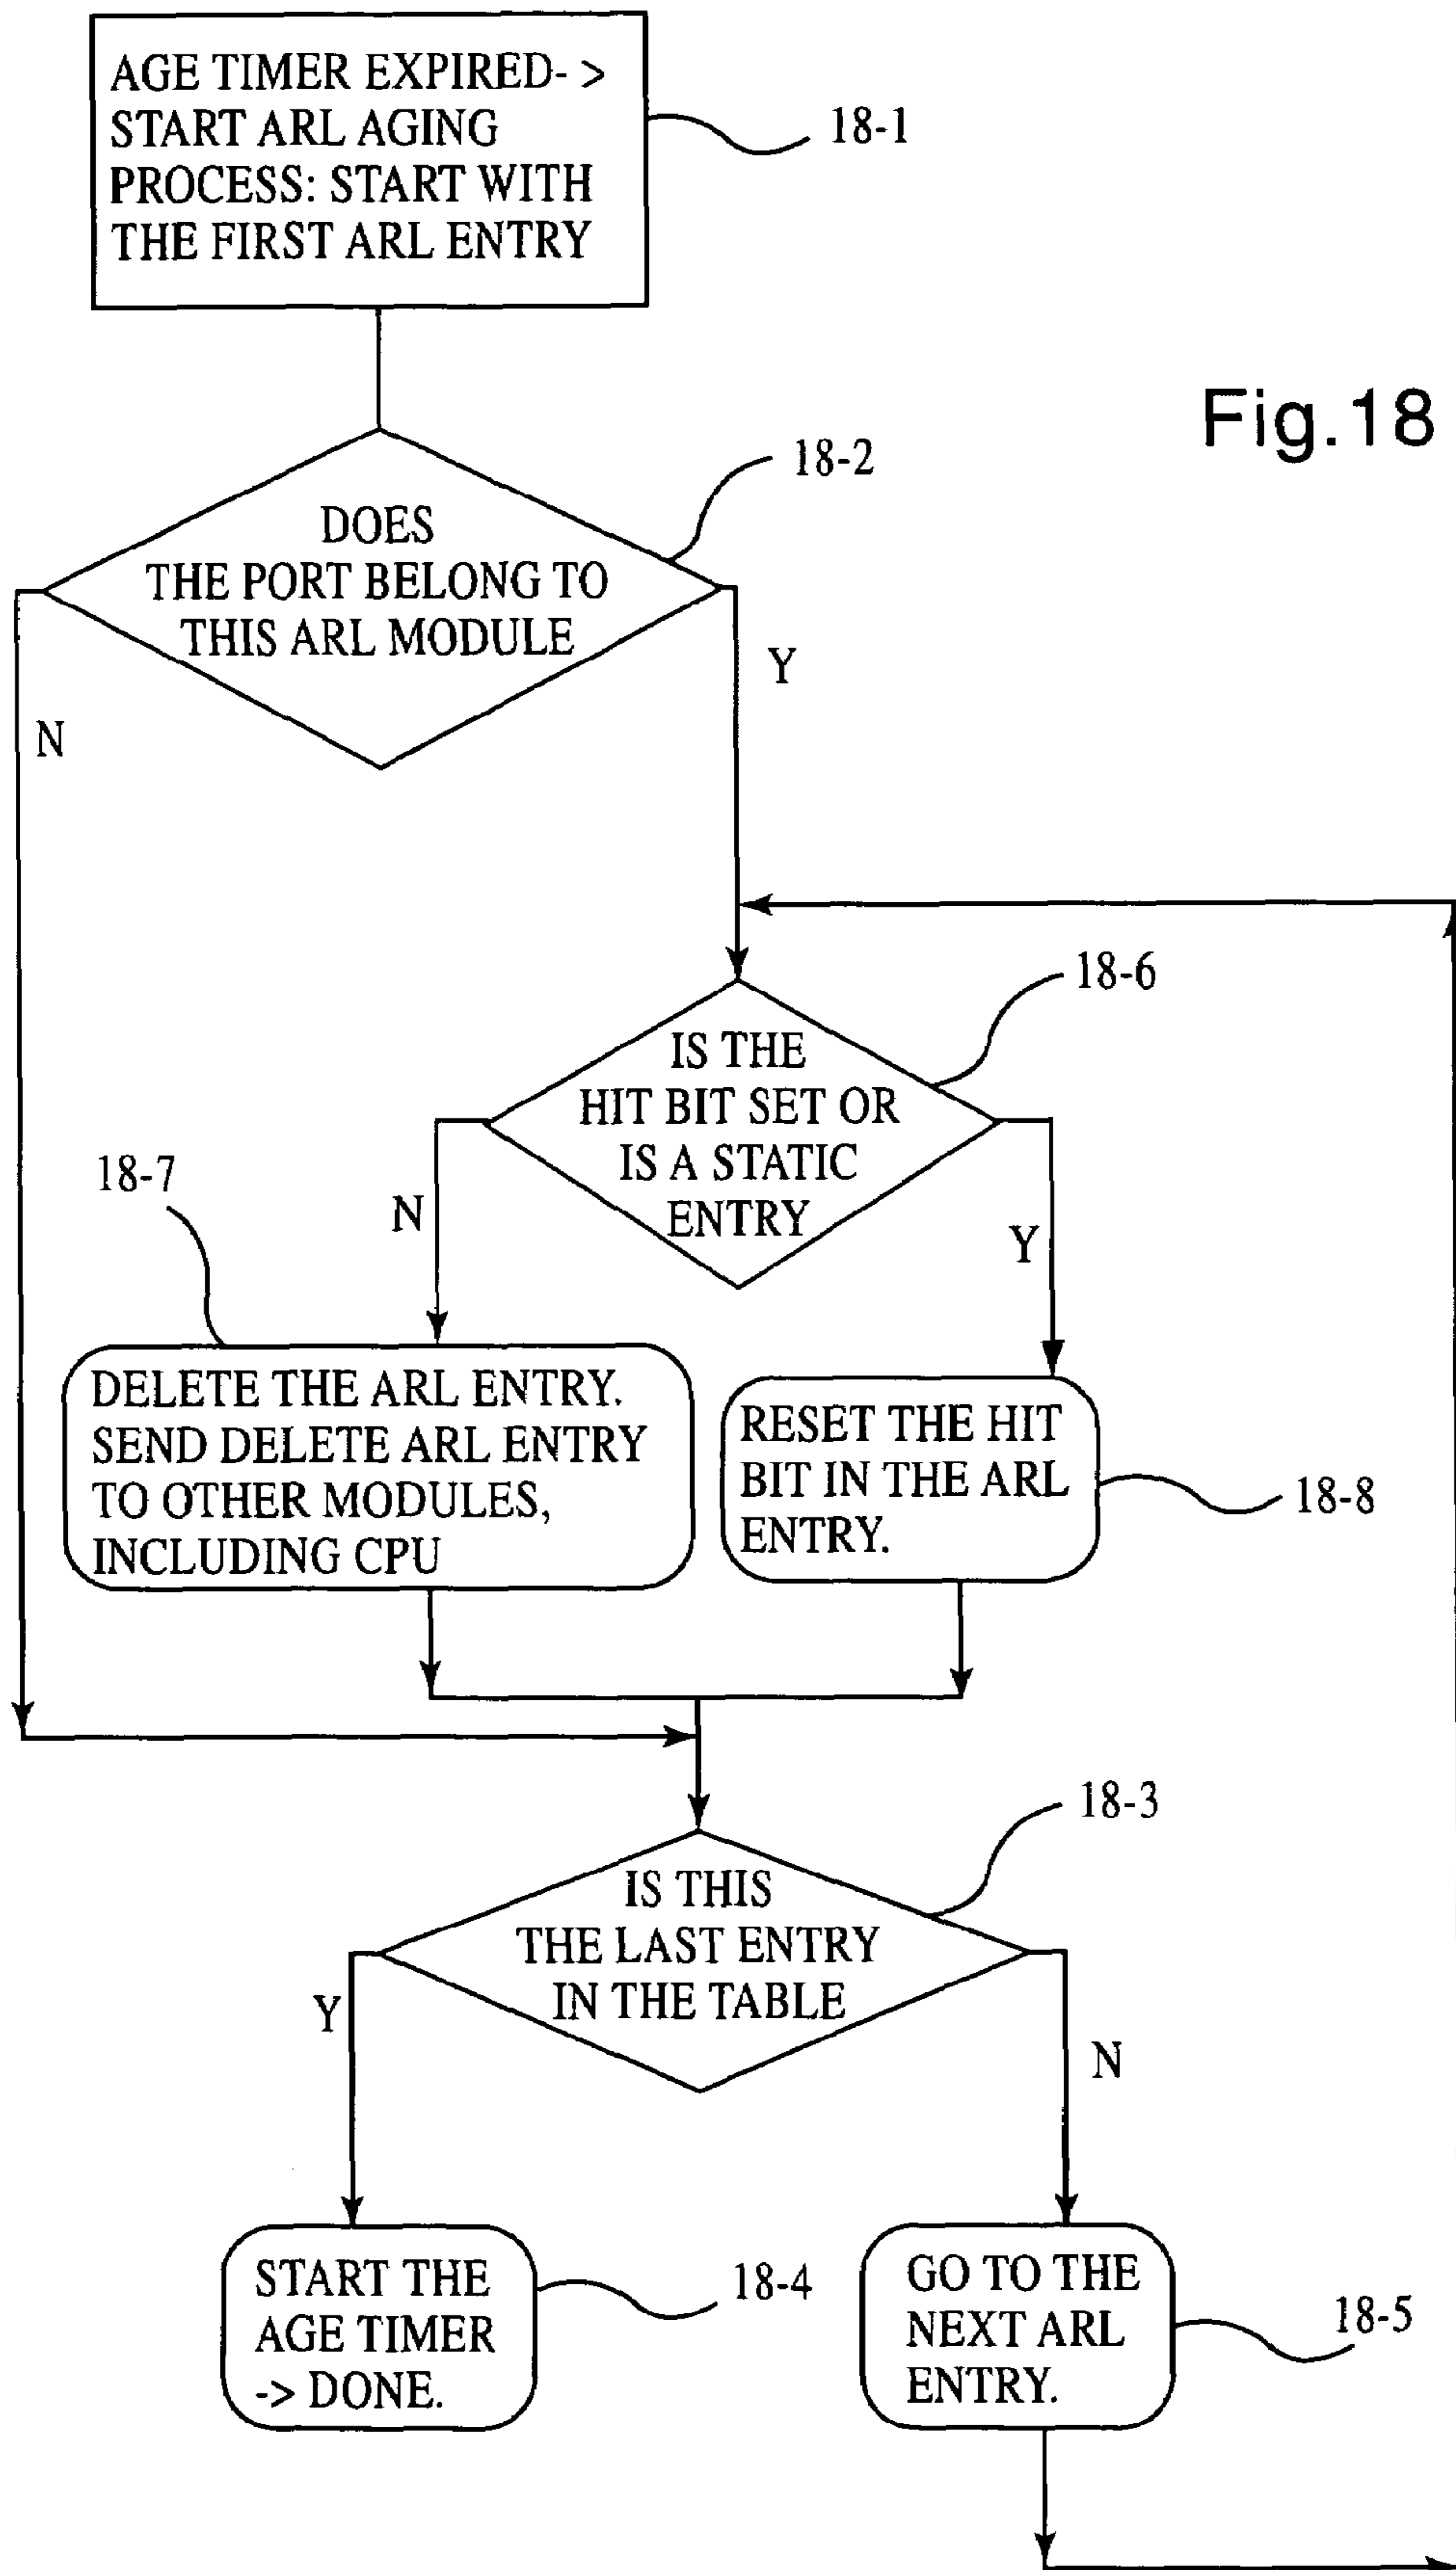 AGE TIMER EXPIRED- >
START ARL AGING
PROCESS: START WITH
THE FIRST ARL ENTRY
18-1
Fig.18
18-2
DOES
THE PORT BELONG TO
THIS ARL MODULE
Y
N
18-6
IS THE
HIT BIT SET OR
IS A STATIC
ENTRY
18-7
N
Y
DELETE THE ARL ENTRY.
SEND DELETE ARL ENTRY
TO OTHER MODULES,
INCLUDING CPU
RESET THE HIT
BIT IN THE ARL
ENTRY.
18-8
18-3
IS THIS
THE LAST ENTRY
IN THE TABLE
Y
N
START THE
AGE TIMER
-> DONE.
18-4
GO TO THE
NEXT ARL
ENTRY.
18-5